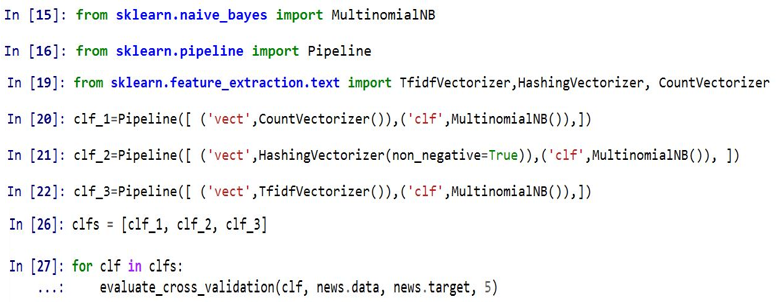 In [15]: from sklearn.naive_bayes import MultinomialNB
In [16]: from sklearn.pipeline import Pipeline
In [19]: from sklearn.feature_extraction.text import TfidfVectorizer,HashingVectorizer, CountVectorizer
In [20]: clf_1=Pipeline([ ('vect',CountVectorizer()),('clf',MultinomialNB()),])
In [21]: clf_2=Pipeline([ ('vect',HashingVectorizer(non_negative=True)),('clf',MultinomialNB()), ])
In [22]: clf_3=Pipeline([ ('vect',TfidfVectorizer()),('clf',MultinomialNB()),])
In [26]: clfs = [clf_1, clf_2, clf_3]
In [27]: for clf in clfs:
...:     evaluate_cross_validation(clf, news.data, news.target, 5)